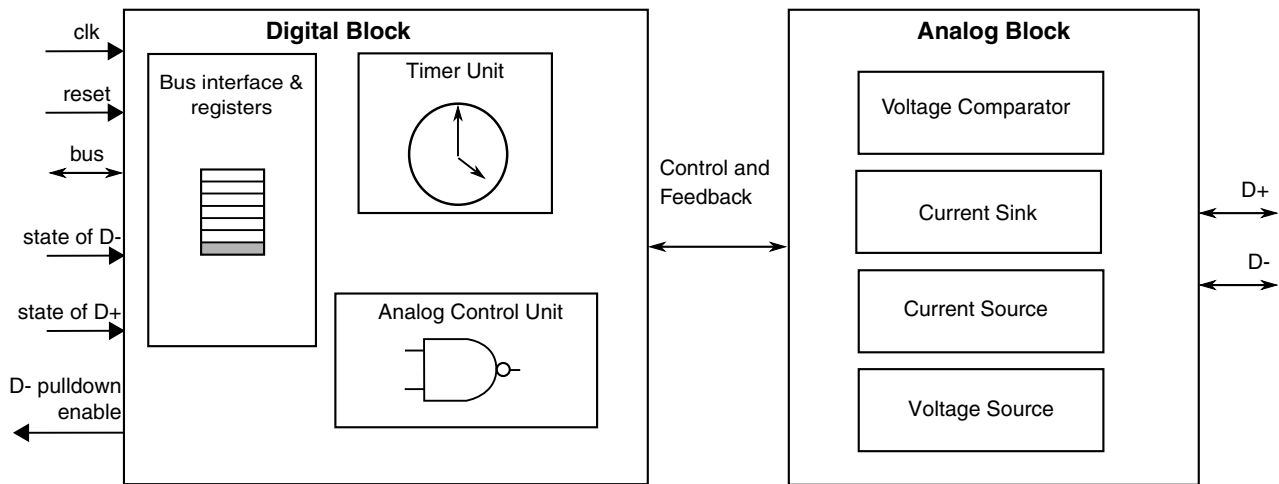 clk
reset
bus
state of D-
state of D+
D- pulldown
enable
Digital Block
Bus interface &
registers
Timer Unit
Analog Control Unit
Control and
Feedback
Analog Block
Voltage Comparator
Current Sink
Current Source
Voltage Source
D+
D-